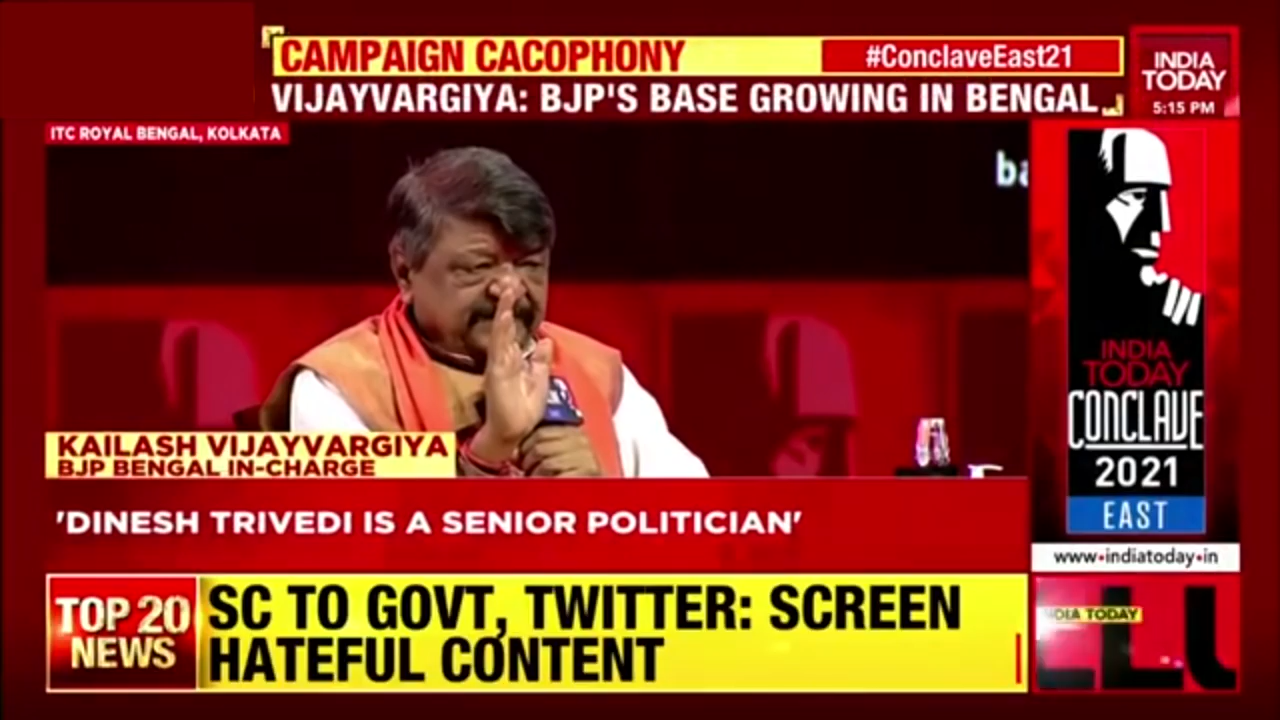 CAMPAIGN CACOPHONY
#ConclaveEast21
VIJAYVARGIYA: BJP'S BASE GROWING IN BENGAL
INDIA
TODAY
5:15 PM
ITC ROYAL BENGAL, KOLKATA
KAILASH VIJAYVARGIYA
BJP BENGAL IN-CHARGE
'DINESH TRIVEDI IS A SENIOR POLITICIAN'
INDIA
TODAY
CONCLAVE
2021
EAST
www•indiatoday•in
TOP 20
NEWS
SC TO GOVT, TWITTER: SCREEN
HATEFUL CONTENT